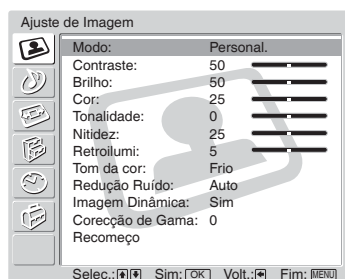 Ajuste de Imagem
Modo: Personal.
Contraste: 50
Brilho: 50
Cor: 25
Tonalidade: 0
Nitidez: 25
Retroilumi: 5
Tom da cor: Frio
Redução Ruído: Auto
Imagem Dinâmica: Sim
Corecção de Gama: 0
Recomeço
Selec.: Sim: OK Volt.: Fim: MENU